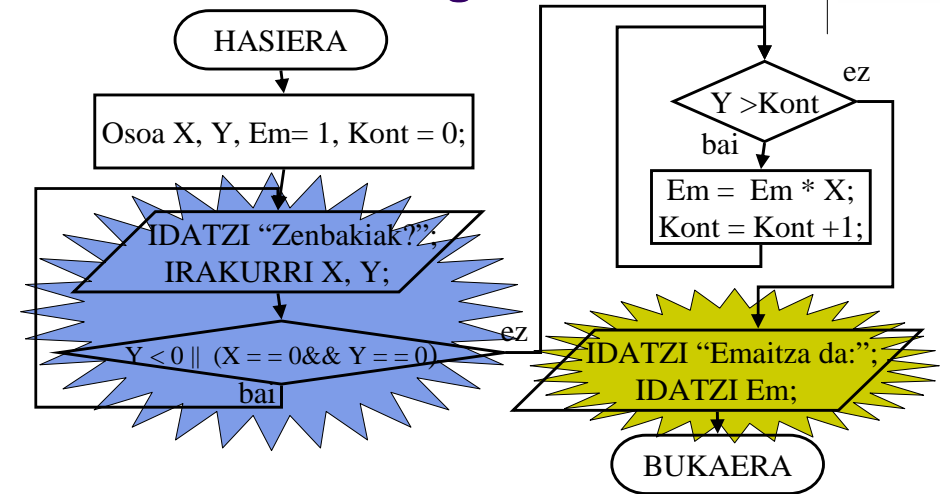 HASIERA
Osoa X, Y, Em= 1, Kont = 0;
IDATZI “Zenbakiak?”;
IRAKURRI X, Y;
Y < 0 || (X = = 0&& Y = = 0)
bai
ez
Y >Kont
ez
bai
Em = Em * X;
Kont = Kont +1;
IDATZI “Emaitza da:”;
IDATZI Em;
BUKAERA